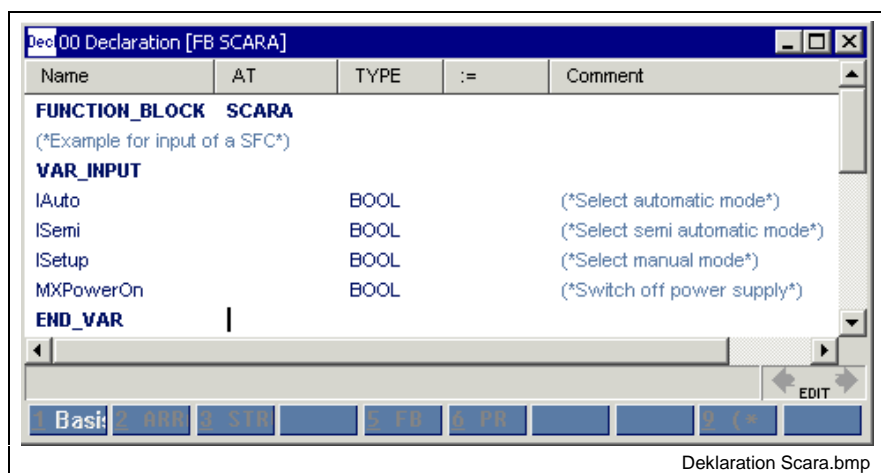 Decl 00 Declaration [FB SCARA]
Name AT TYPE := Comment
FUNCTION_BLOCK SCARA
(*Example for input of a SFC*)
VAR_INPUT
IAuto BOOL (*Select automatic mode*)
ISemi BOOL (*Select semi automatic mode*)
ISetup BOOL (*Select manual mode*)
MXPowerOn BOOL (*Switch off power supply*)
END_VAR
EDIT
1 Basis 2 ARR 3 STR 5 FB 6 PR 9 (*
Deklaration Scara.bmp